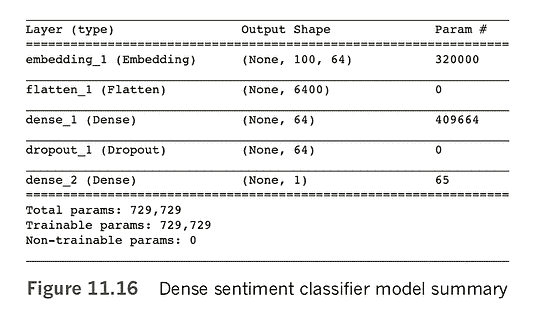 Layer (type) Output Shape Param #
embedding_1 (Embedding) (None, 100, 64) 320000
flatten_1 (Flatten) (None, 6400) 0
dense_1 (Dense) (None, 64) 409664
dropout_1 (Dropout) (None, 64) 0
dense_2 (Dense) (None, 1) 65
Total params: 729,729
Trainable params: 729,729
Non-trainable params: 0
Figure 11.16 Dense sentiment classifier model summary